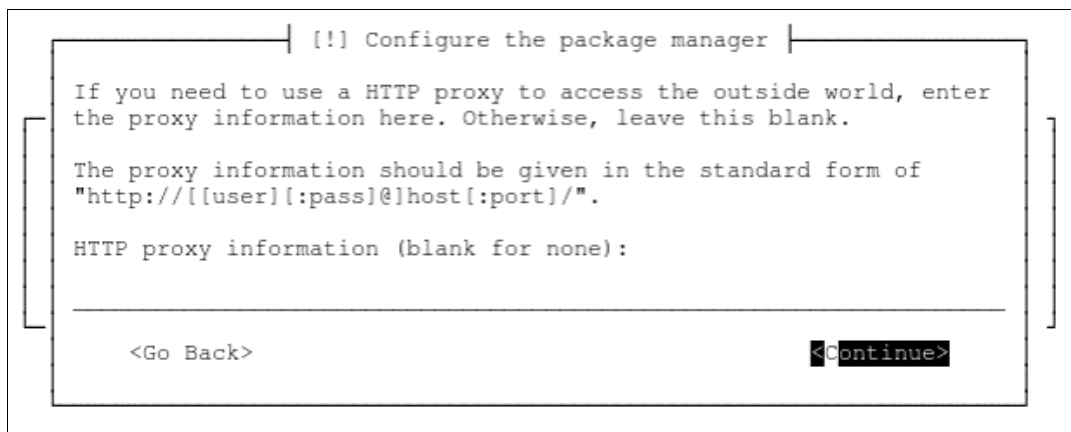 [!] Configure the package manager
If you need to use a HTTP proxy to access the outside world, enter
the proxy information here. Otherwise, leave this blank.
The proxy information should be given in the standard form of
"http://[[user][:pass]@]host[:port]/".
HTTP proxy information (blank for none):
<Go Back> <Continue>